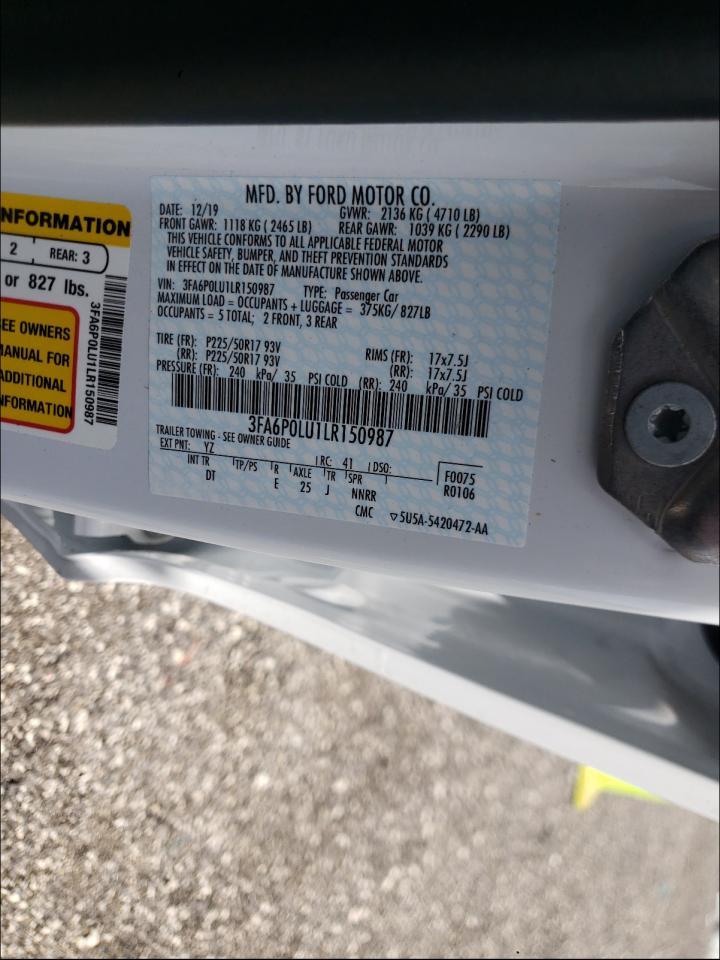 MFD. BY FORD MOTOR CO.
DATE: 12/19 GVWR: 2136 KG ( 4710 LB)
FRONT GAWR: 1118 KG ( 2465 LB) REAR GAWR: 1039 KG ( 2290 LB)
THIS VEHICLE CONFORMS TO ALL APPLICABLE FEDERAL MOTOR
VEHICLE SAFETY, BUMPER, AND THEFT PREVENTION STANDARDS
IN EFFECT ON THE DATE OF MANUFACTURE SHOWN ABOVE.
VIN: 3FA6P0LU1LR150987 TYPE: Passenger Car
MAXIMUM LOAD = OCCUPANTS + LUGGAGE = 375KG/ 827LB
OCCUPANTS = 5 TOTAL; 2 FRONT, 3 REAR
TIRE (FR): P225/50R17 93V RIMS (FR): 17x7.5J
(RR): P225/50R17 93V (RR): 17x7.5J
PRESSURE (FR): 240 kPa/ 35 PSI COLD (RR): 240 kPa/ 35 PSI COLD
3FA6P0LU1LR150987
TRAILER TOWING - SEE OWNER GUIDE
EXT PNT: YZ RC: 41 DSO: F0075
INT TR TP/PS R AXLE TR SPR R0106
DT E 25 J NNRR
CMC ▽5U5A-5420472-AA
NFORMATION
2 REAR: 3
or 827 lbs.
EE OWNERS
MANUAL FOR
ADDITIONAL
NFORMATION
3FA6P0LU1LR150987